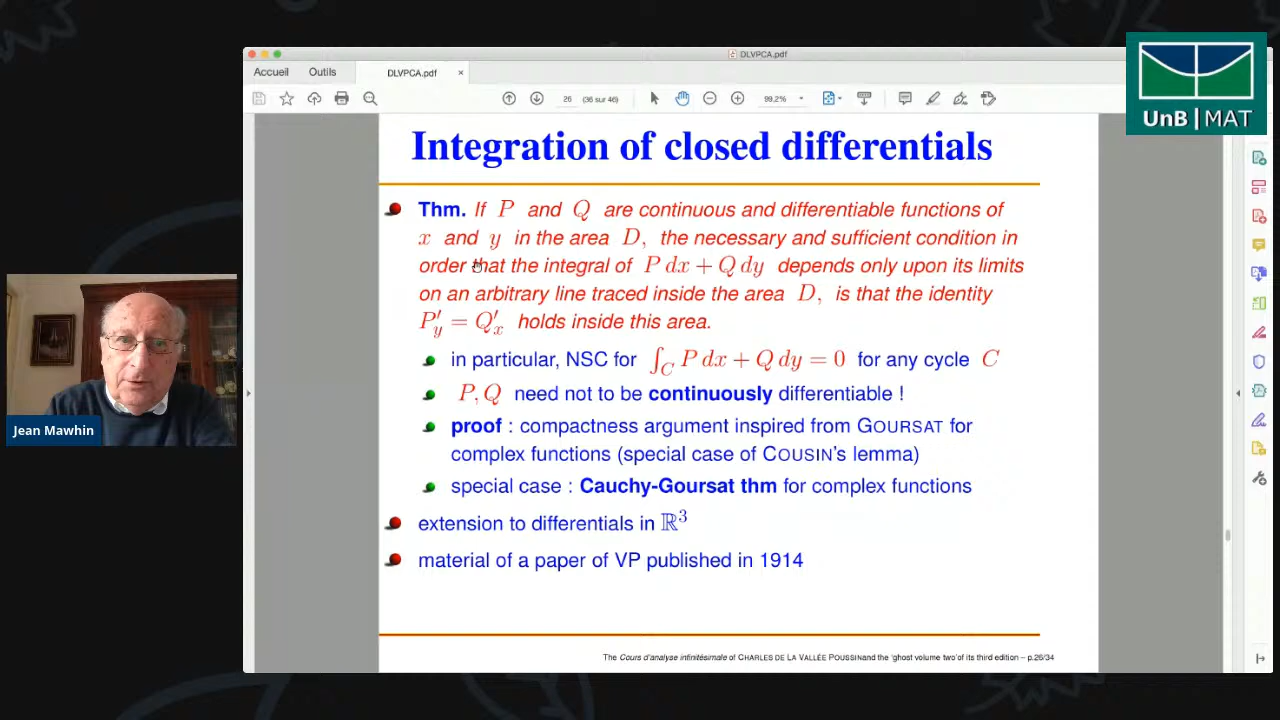 DLVPCA.pdf
Accueil Outils DLVPCA.pdf ×
26 (36 sur 46) 99,2%
UnB | MAT
Integration of closed differentials
Thm. If P and Q are continuous and differentiable functions of
x and y in the area D, the necessary and sufficient condition in
order that the integral of P dx + Q dy depends only upon its limits
on an arbitrary line traced inside the area D, is that the identity
P′y = Q′x holds inside this area.
in particular, NSC for ∫C P dx + Q dy = 0 for any cycle C
P, Q need not to be continuously differentiable !
proof : compactness argument inspired from GOURSAT for
complex functions (special case of COUSIN's lemma)
special case : Cauchy-Goursat thm for complex functions
extension to differentials in ℝ³
material of a paper of VP published in 1914
The Cours d'analyse infinitésimale of CHARLES DE LA VALLÉE POUSSINand the 'ghost volume two'of its third edition – p.26/34
Jean Mawhin